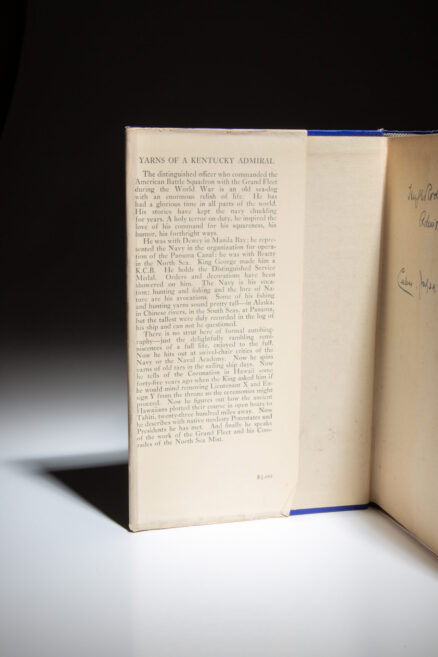 YARNS OF A KENTUCKY ADMIRAL
The distinguished officer who commanded the
American Battle Squadron with the Grand Fleet
during the World War is an old sea-dog
with an enormous relish of life. He has
had a glorious time in all parts of the world.
His stories have kept the navy chuckling
for years. A holy terror on duty, he inspired the
love of his command for his squareness, his
humor, his forthright ways.
He was with Dewey in Manila Bay; he repre-
sented the Navy in the organization for opera-
tion of the Panama Canal; he was with Beatty
in the North Sea. King George made him a
K.C.B. He holds the Distinguished Service
Medal. Orders and decorations have been
showered on him. The Navy is his voca-
tion; hunting and fishing and the lore of Na-
ture are his avocations. Some of his fishing
and hunting yarns sound pretty tall—in Alaska,
in Chinese rivers, in the South Seas, at Panama,
but the tallest were duly recorded in the log of
his ship and can not be questioned.
There is no strut here of formal autobiog-
raphy—just the delightfully rambling remi-
niscences of a full life, enjoyed to the full.
Now he hits out at swivel-chair critics of the
Navy or the Naval Academy. Now he spins
yarns of old tars in the sailing ship days. Now
he tells of the Coronation in Hawaii some
forty-five years ago when the King asked him if
he would mind removing Lieutenant X and En-
sign Y from the throne so the ceremonies might
proceed. Now he figures out how the ancient
Hawaiians plotted their course in open boats to
Tahiti, twenty-three hundred miles away. Now
he describes with native modesty Potentates and
Presidents he has met. And finally he speaks
of the work of the Grand Fleet and his Com-
rades of the North Sea Mist.